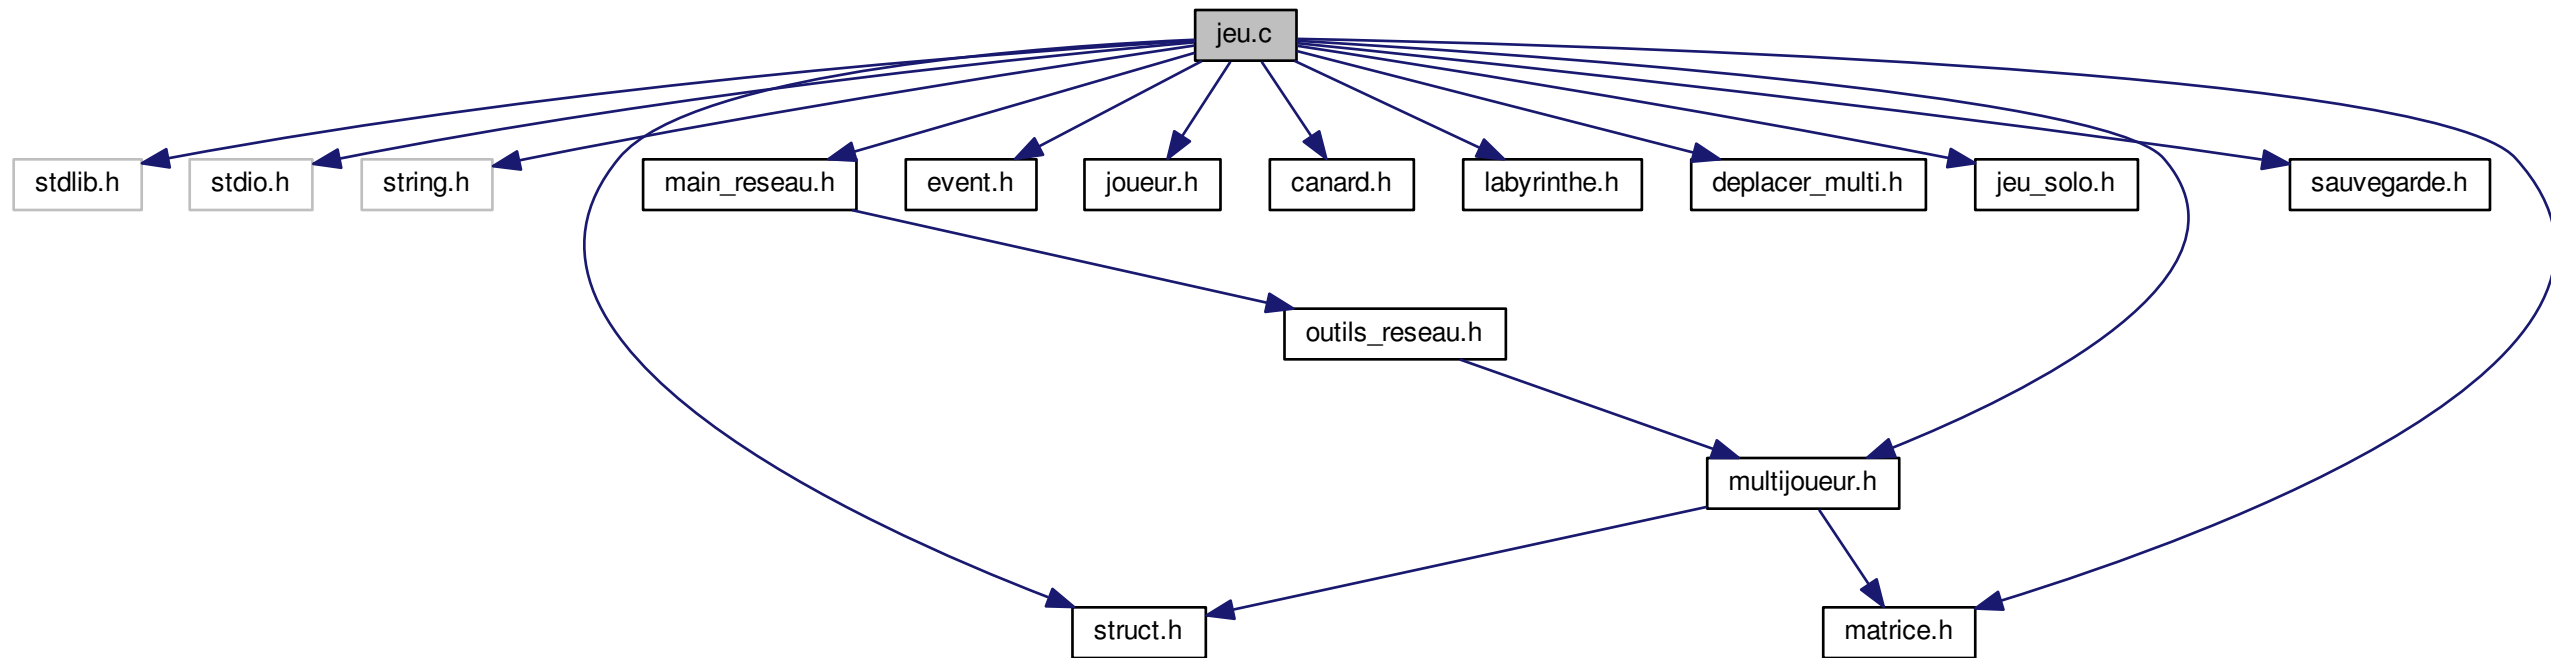 jeu.c
stdlib.h
stdio.h
string.h
main_reseau.h
event.h
joueur.h
canard.h
labyrinthe.h
deplacer_multi.h
jeu_solo.h
sauvegarde.h
outils_reseau.h
multijoueur.h
struct.h
matrice.h